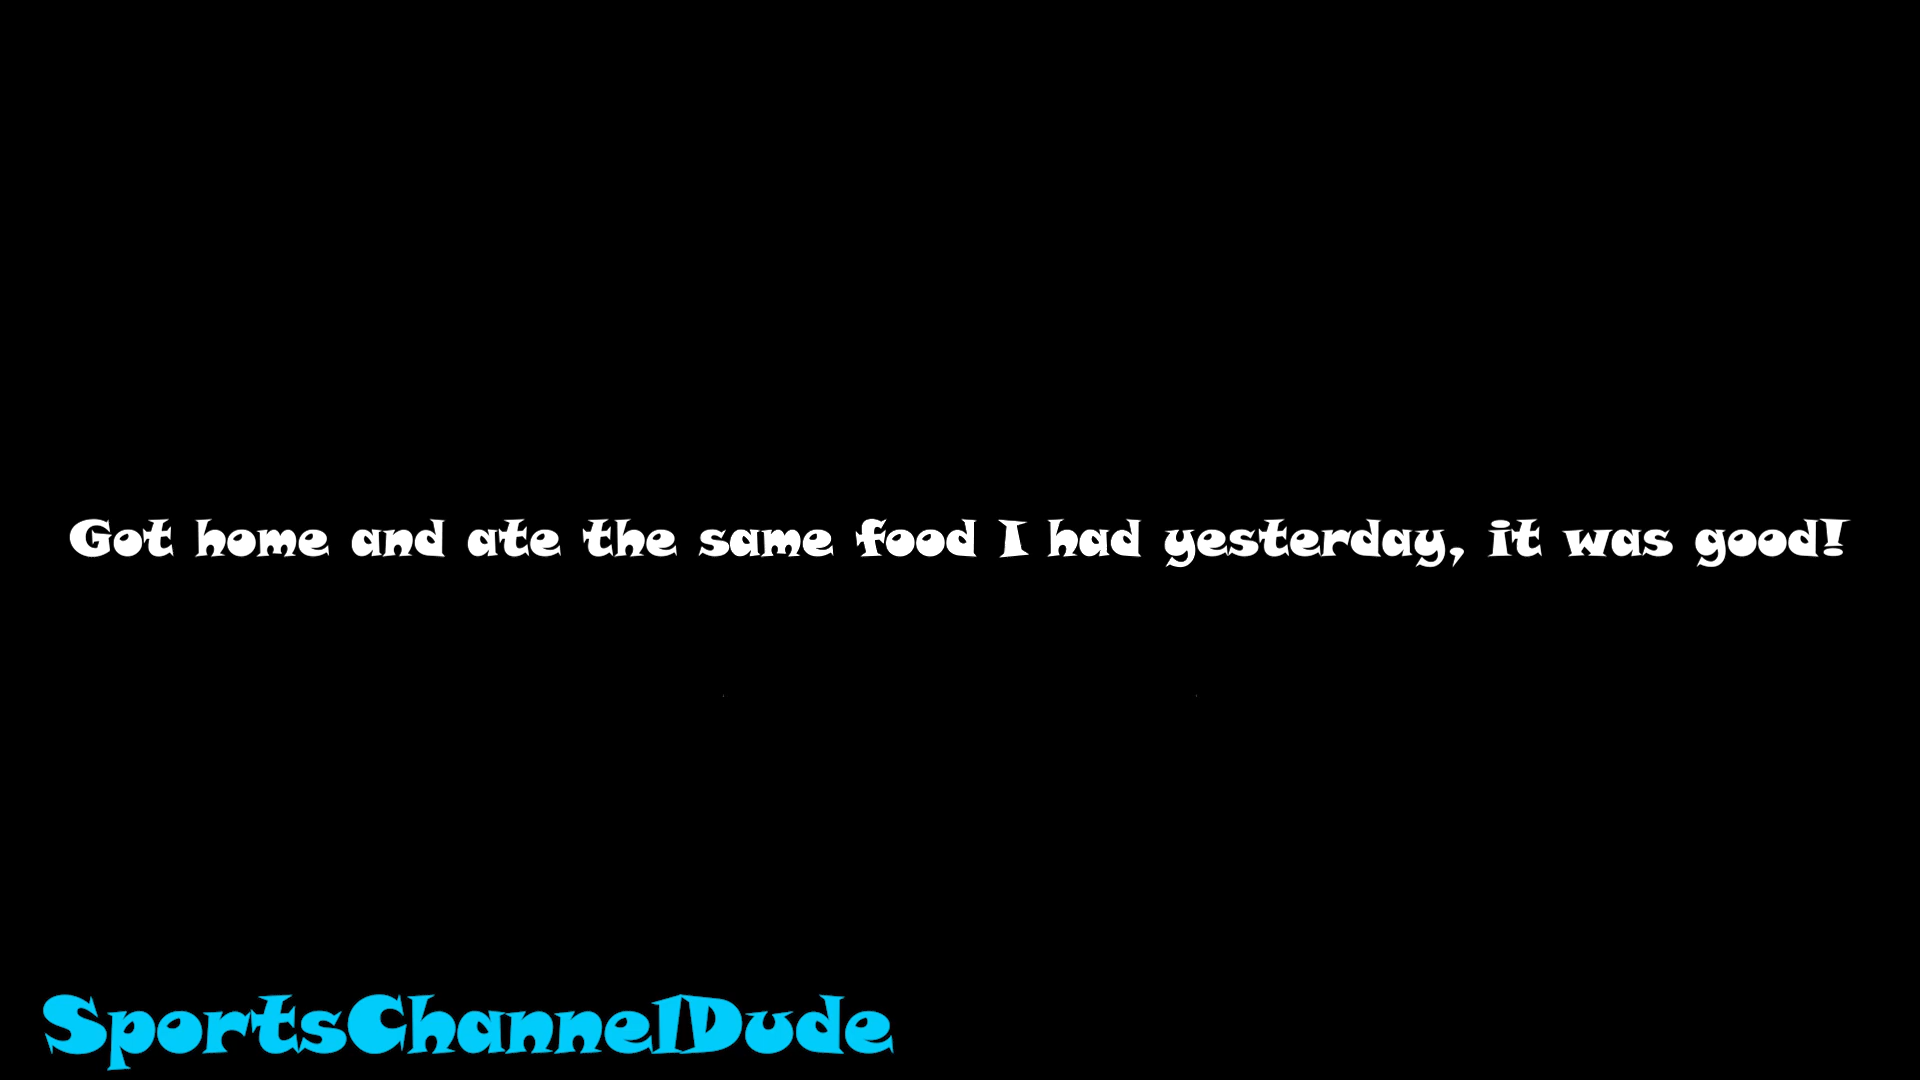 Got home and ate the same food I had yesterday, it was good!
SportsChannelDude